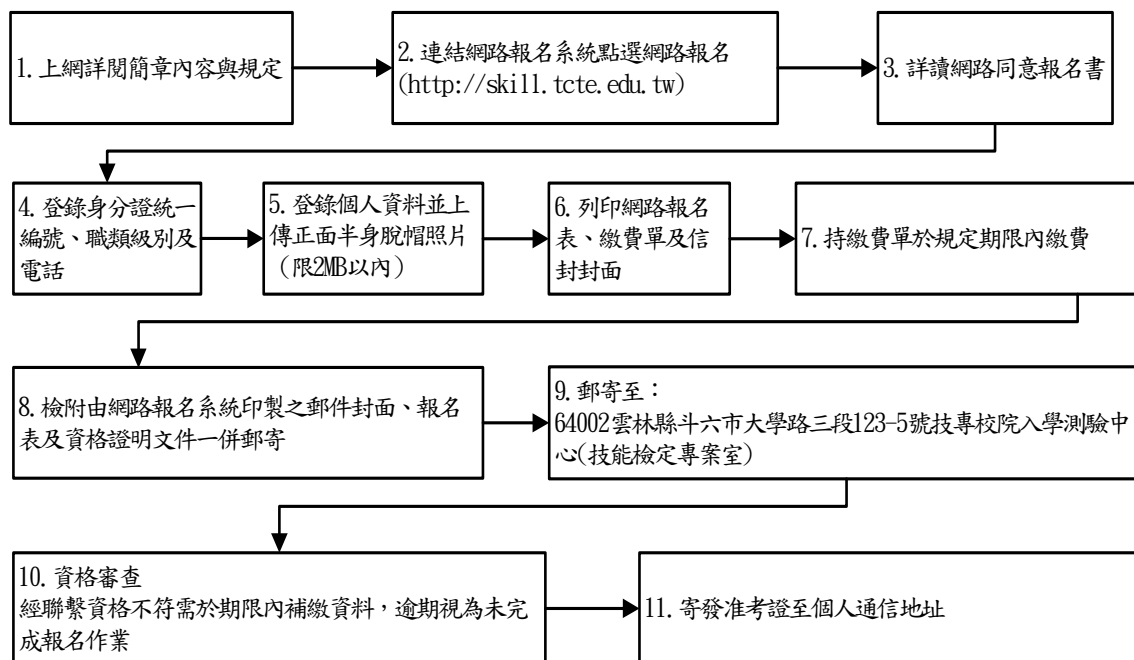 1. 上網詳閱簡章內容與規定
2. 連結網路報名系統點選網路報名
(http://skill.tcte.edu.tw)
3. 詳讀網路同意報名書
4. 登錄身分證統一
編號、職類級別及
電話
5. 登錄個人資料並上
傳正面半身脫帽照片
（限2MB以內）
6. 列印網路報名
表、繳費單及信
封封面
7. 持繳費單於規定期限內繳費
8. 檢附由網路報名系統印製之郵件封面、報名
表及資格證明文件一併郵寄
9. 郵寄至：
64002雲林縣斗六市大學路三段123-5號技專校院入學測驗中
心(技能檢定專案室)
10. 資格審查
經聯繫資格不符需於期限內補繳資料，逾期視為未完
成報名作業
11. 寄發准考證至個人通信地址